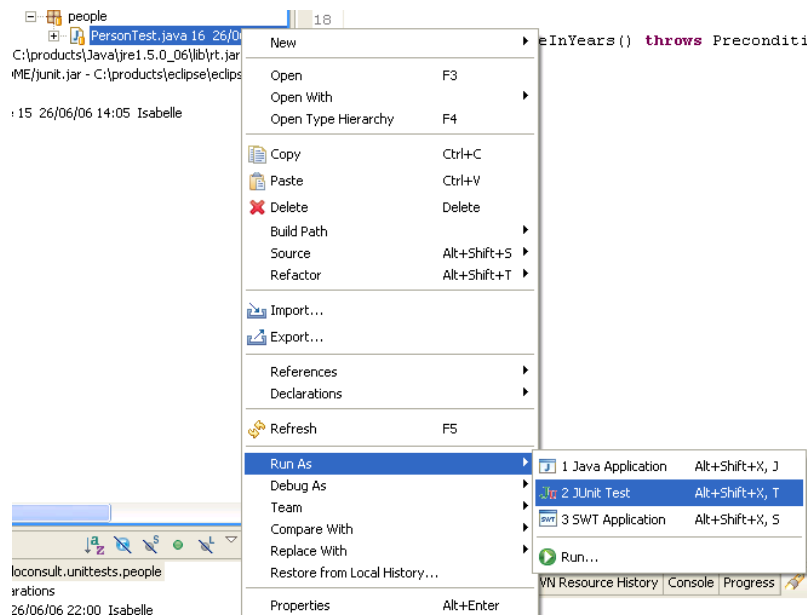 people
18
PersonTest.java 16 26/0
C:\products\Java\jre1.5.0_06\lib\rt.jar
ME/junit.jar - C:\products\eclipse\eclips
15 26/06/06 14:05 Isabelle
eInYears() throws Preconditi
New
Open F3
Open With
Open Type Hierarchy F4
Copy Ctrl+C
Paste Ctrl+V
Delete Delete
Build Path
Source Alt+Shift+S
Refactor Alt+Shift+T
Import...
Export...
References
Declarations
Refresh F5
Run As
Debug As
Team
Compare With
Replace With
Restore from Local History...
Properties Alt+Enter
1 Java Application Alt+Shift+X, J
2 JUnit Test Alt+Shift+X, T
3 SWT Application Alt+Shift+X, S
Run...
VN Resource History Console Progress
loconsult.unittests.people
arations
26/06/06 22:00 Isabelle